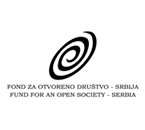 FOND ZA OTVORENO DRUŠTVO - SRBIJA
FUND FOR AN OPEN SOCIETY - SERBIA